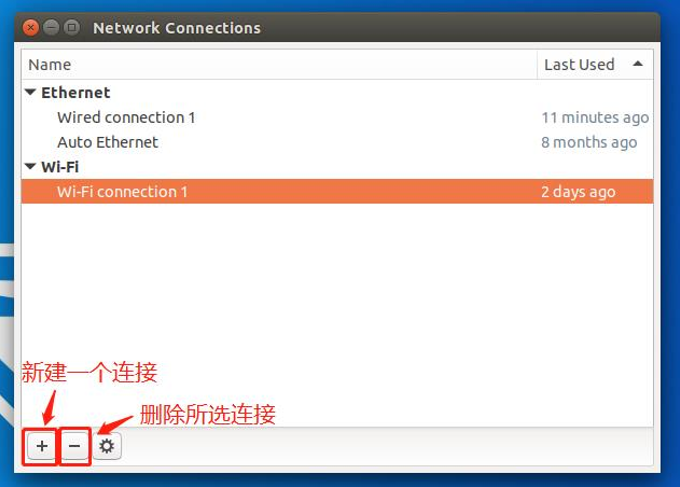 Network Connections
Name Last Used
Ethernet
Wired connection 1 11 minutes ago
Auto Ethernet 8 months ago
Wi-Fi
Wi-Fi connection 1 2 days ago
新建一个连接
删除所选连接